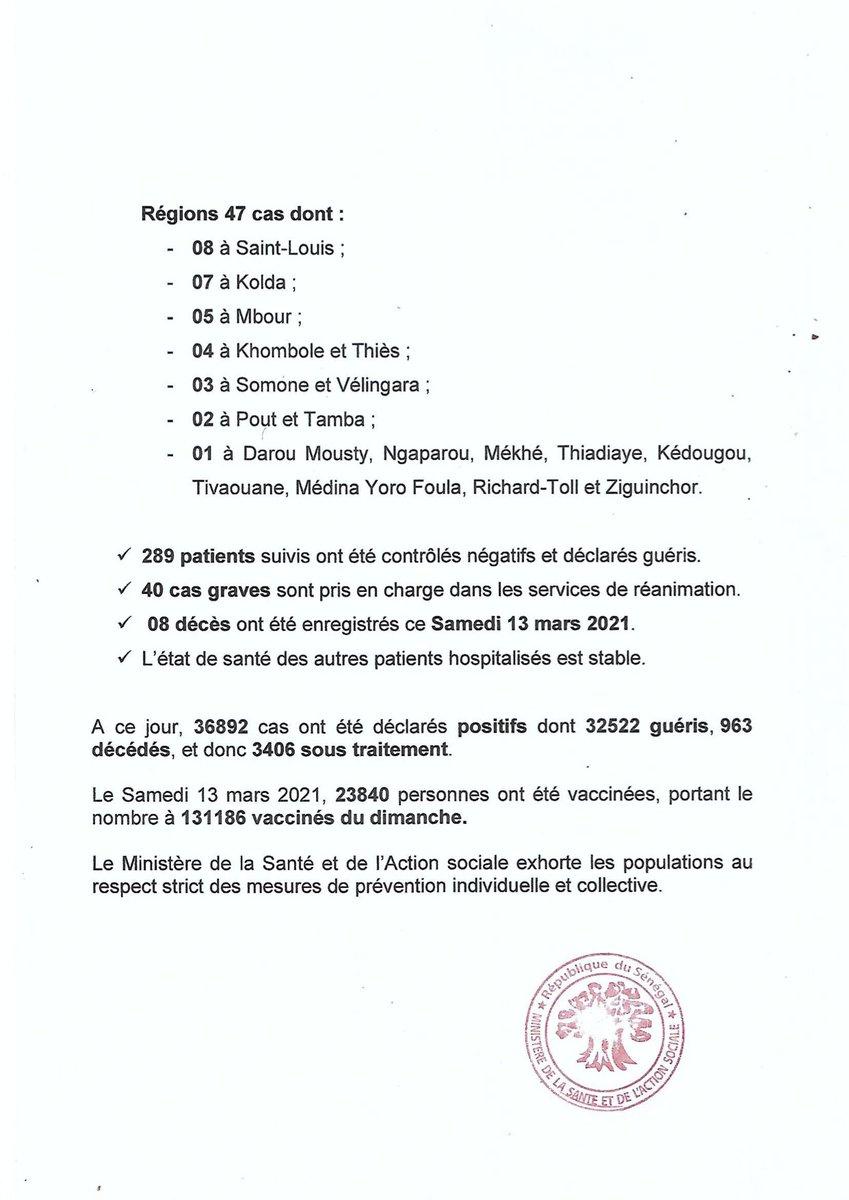 Régions 47 cas dont :
- 08 à Saint-Louis ;
- 07 à Kolda ;
- 05 à Mbour ;
- 04 à Khombole et Thiès ;
- 03 à Somone et Vélingara ;
- 02 à Pout et Tamba ;
- 01 à Darou Mousty, Ngaparou, Mékhé, Thiadiaye, Kédougou,
Tivaouane, Médina Yoro Foula, Richard-Toll et Ziguinchor.
✓ 289 patients suivis ont été contrôlés négatifs et déclarés guéris.
✓ 40 cas graves sont pris en charge dans les services de réanimation.
✓ 08 décès ont été enregistrés ce Samedi 13 mars 2021.
✓ L'état de santé des autres patients hospitalisés est stable.
A ce jour, 36892 cas ont été déclarés positifs dont 32522 guéris, 963
décédés, et donc 3406 sous traitement.
Le Samedi 13 mars 2021, 23840 personnes ont été vaccinées, portant le
nombre à 131186 vaccinés du dimanche.
Le Ministère de la Santé et de l'Action sociale exhorte les populations au
respect strict des mesures de prévention individuelle et collective.
★ République du Sénégal ★
MINISTÈRE DE LA SANTE ET DE L'ACTION SOCIALE